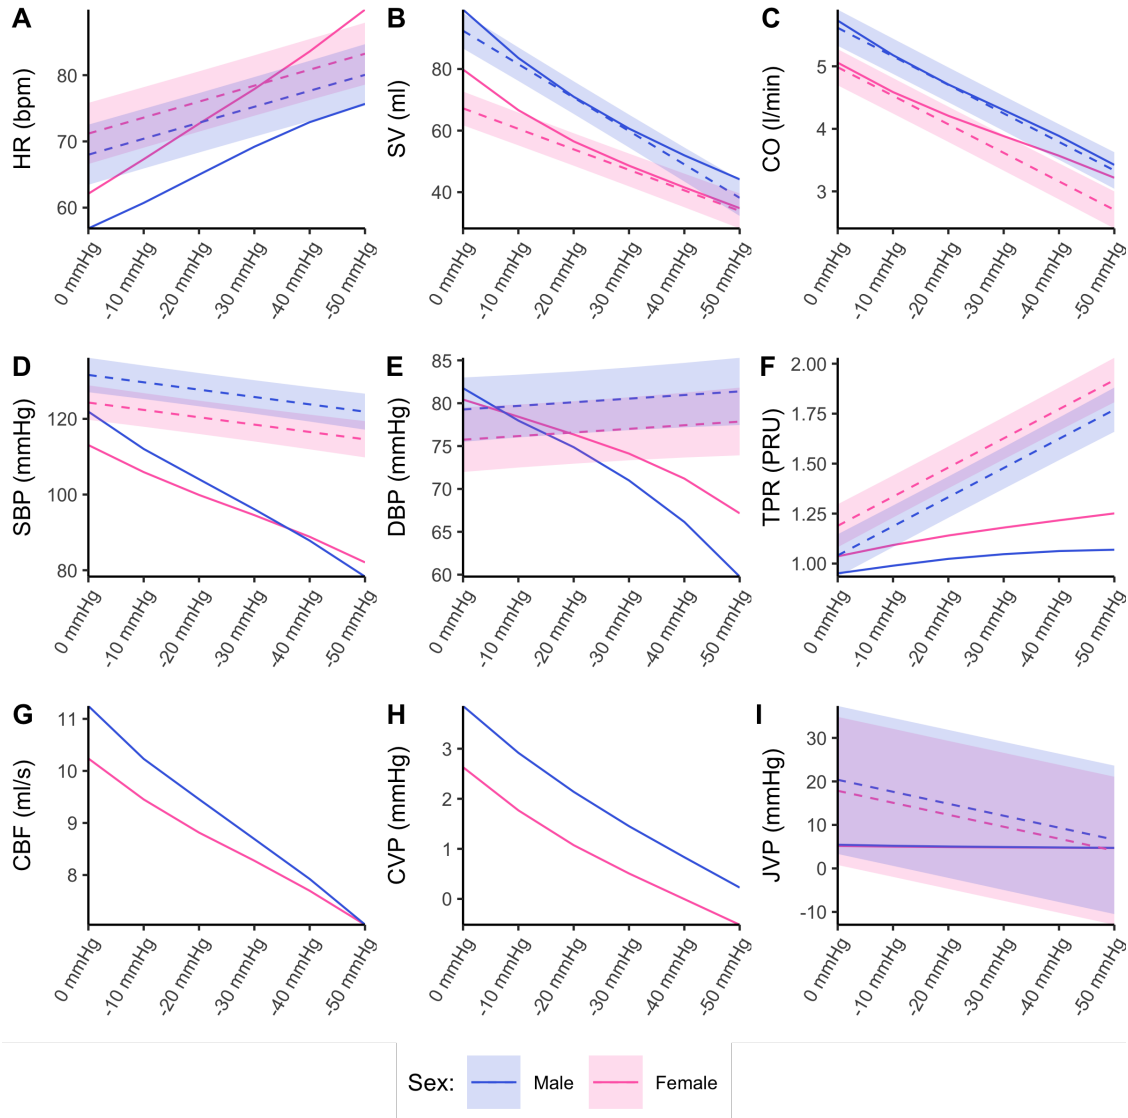 A
HR (bpm)
80
70
60
0 mmHg
-10 mmHg
-20 mmHg
-30 mmHg
-40 mmHg
-50 mmHg
B
SV (ml)
80
60
40
0 mmHg
-10 mmHg
-20 mmHg
-30 mmHg
-40 mmHg
-50 mmHg
C
CO (l/min)
5
4
3
0 mmHg
-10 mmHg
-20 mmHg
-30 mmHg
-40 mmHg
-50 mmHg
D
SBP (mmHg)
120
100
80
0 mmHg
-10 mmHg
-20 mmHg
-30 mmHg
-40 mmHg
-50 mmHg
E
DBP (mmHg)
85
80
75
70
65
60
0 mmHg
-10 mmHg
-20 mmHg
-30 mmHg
-40 mmHg
-50 mmHg
F
TPR (PRU)
2.00
1.75
1.50
1.25
1.00
0 mmHg
-10 mmHg
-20 mmHg
-30 mmHg
-40 mmHg
-50 mmHg
G
CBF (ml/s)
11
10
9
8
0 mmHg
-10 mmHg
-20 mmHg
-30 mmHg
-40 mmHg
-50 mmHg
H
CVP (mmHg)
3
2
1
0
0 mmHg
-10 mmHg
-20 mmHg
-30 mmHg
-40 mmHg
-50 mmHg
I
JVP (mmHg)
30
20
10
0
-10
0 mmHg
-10 mmHg
-20 mmHg
-30 mmHg
-40 mmHg
-50 mmHg
Sex: Male Female